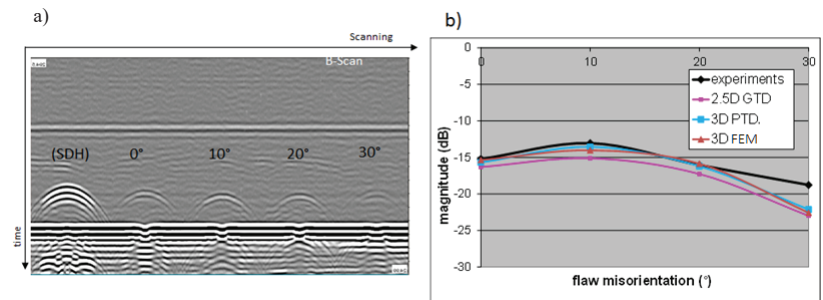 a)
Scanning
B-Scan
(SDH) 0° 10° 20° 30°
time
b)
0
-5
-10
-15
-20
-25
-30
0 10 20 30
magnitude (dB)
flaw misorientation (°)
experiments
2.5D GTD
3D PTD.
3D FEM